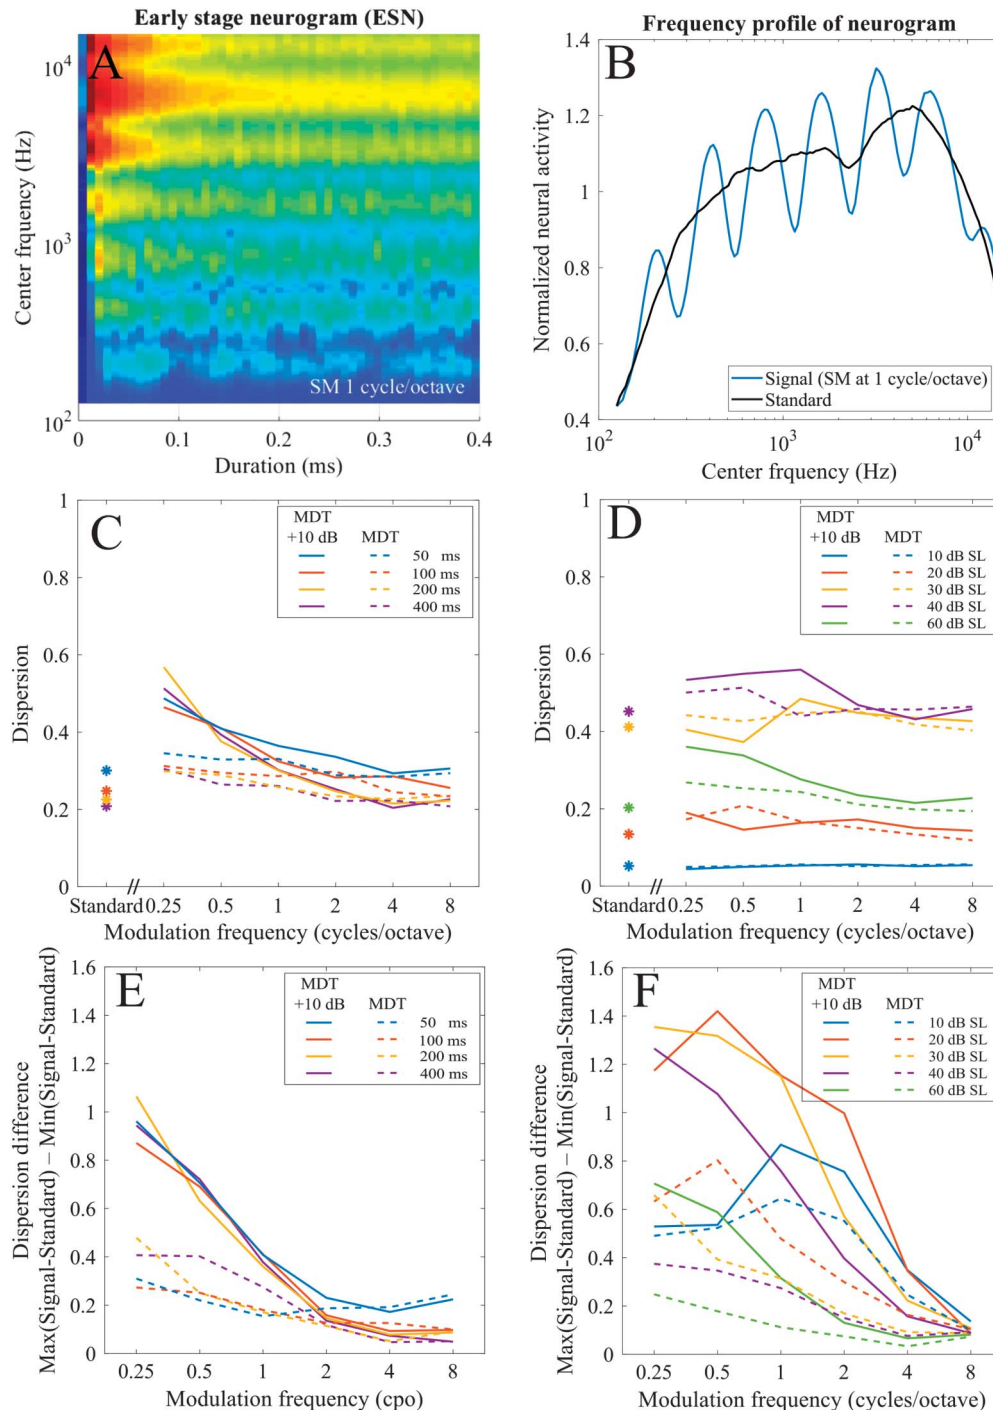 Early stage neurogram (ESN)
A
Center frquency (Hz)
10^4
10^3
10^2
SM 1 cycle/octave
0 0.1 0.2 0.3 0.4
Duration (ms)
Frequency profile of neurogram
B
Normalized neural activity
1.4
1.2
1
0.8
0.6
0.4
Signal (SM at 1 cycle/octave)
Standard
10^2 10^3 10^4
Center frquency (Hz)
C
Dispersion
1
0.8
0.6
0.4
0.2
0
MDT
+10 dB MDT
50 ms
100 ms
200 ms
400 ms
Standard // 0.25 0.5 1 2 4 8
Modulation frequency (cycles/octave)
D
Dispersion
1
0.8
0.6
0.4
0.2
0
MDT
+10 dB MDT
10 dB SL
20 dB SL
30 dB SL
40 dB SL
60 dB SL
Standard // 0.25 0.5 1 2 4 8
Modulation frequency (cycles/octave)
E
Dispersion difference
Max(Signal-Standard) – Min(Signal-Standard)
1.6
1.4
1.2
1
0.8
0.6
0.4
0.2
0
MDT
+10 dB MDT
50 ms
100 ms
200 ms
400 ms
0.25 0.5 1 2 4 8
Modulation frequency (cpo)
F
Dispersion difference
Max(Signal-Standard) – Min(Signal-Standard)
1.6
1.4
1.2
1
0.8
0.6
0.4
0.2
0
MDT
+10 dB MDT
10 dB SL
20 dB SL
30 dB SL
40 dB SL
60 dB SL
0.25 0.5 1 2 4 8
Modulation frequency (cycles/octave)